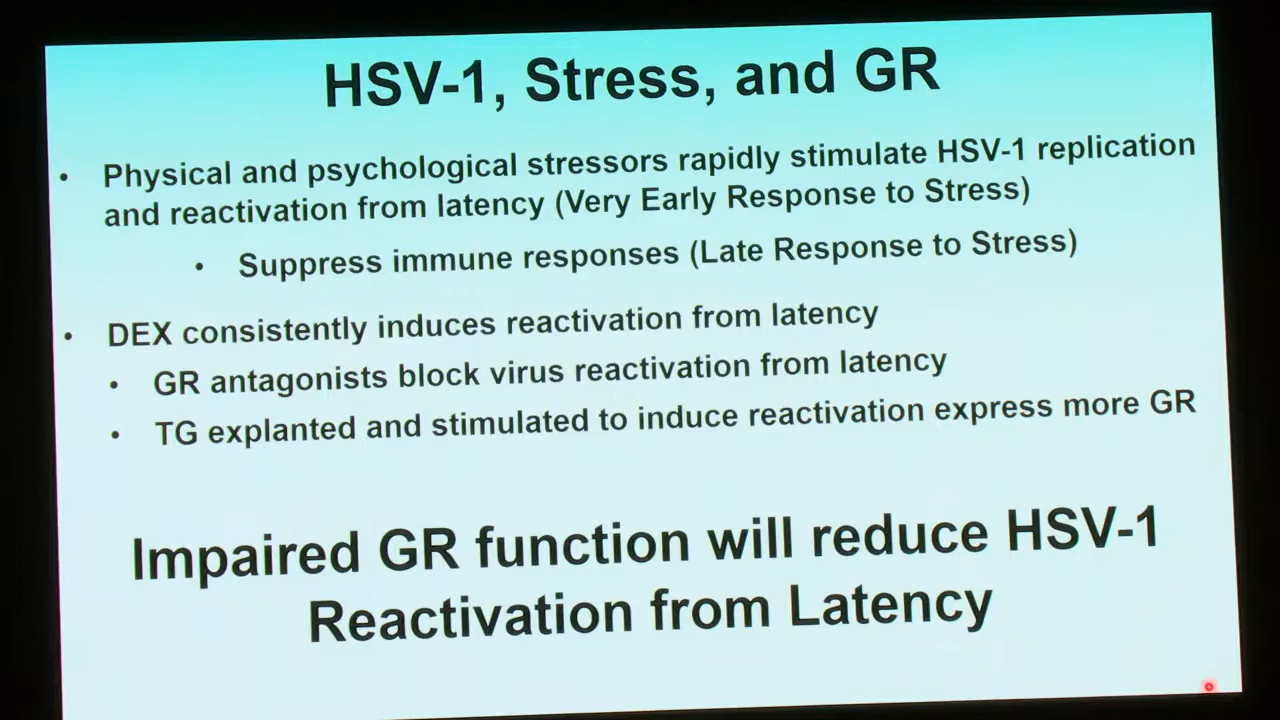 HSV-1, Stress, and GR
• Physical and psychological stressors rapidly stimulate HSV-1 replication
and reactivation from latency (Very Early Response to Stress)
• Suppress immune responses (Late Response to Stress)
• DEX consistently induces reactivation from latency
• GR antagonists block virus reactivation from latency
• TG explanted and stimulated to induce reactivation express more GR
Impaired GR function will reduce HSV-1
Reactivation from Latency